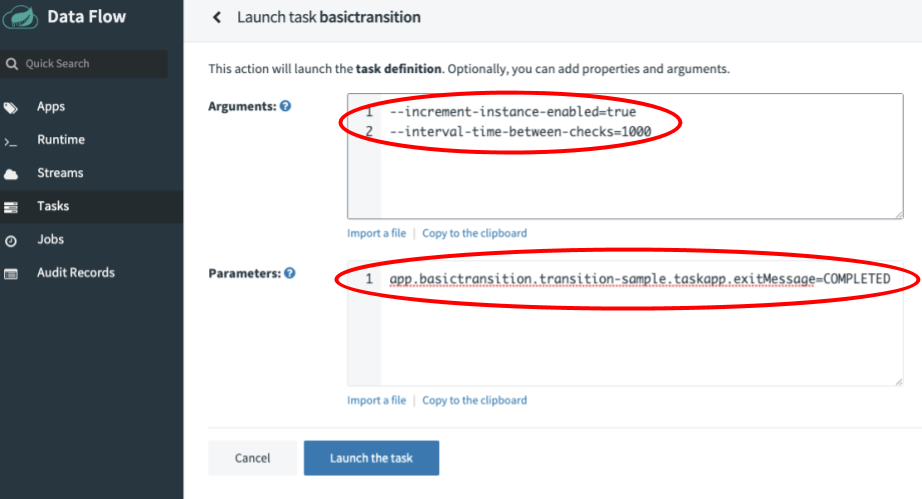 Data Flow
Quick Search
Apps
Runtime
Streams
Tasks
Jobs
Audit Records
Launch task basictransition
This action will launch the task definition. Optionally, you can add properties and arguments.
Arguments: ?
1 --increment-instance-enabled=true
2 --interval-time-between-checks=1000
Import a file | Copy to the clipboard
Parameters: ?
1 app.basictransition.transition-sample.taskapp.exitMessage=COMPLETED
Import a file | Copy to the clipboard
Cancel Launch the task